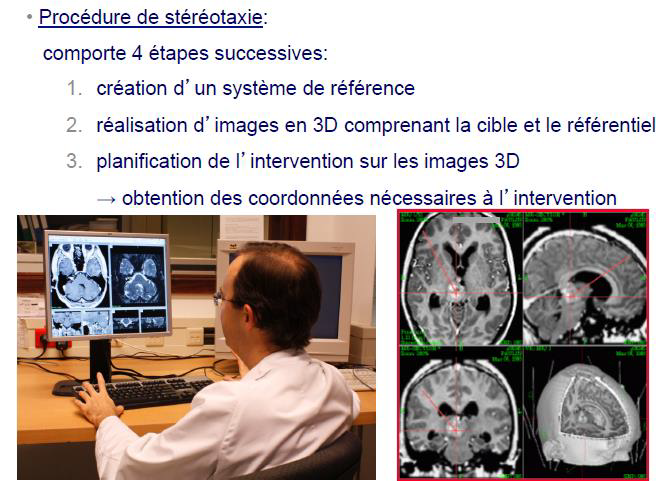 • Procédure de stéréotaxie:
comporte 4 étapes successives:
1. création d’un système de référence
2. réalisation d’images en 3D comprenant la cible et le référentiel
3. planification de l’intervention sur les images 3D
→ obtention des coordonnées nécessaires à l’intervention